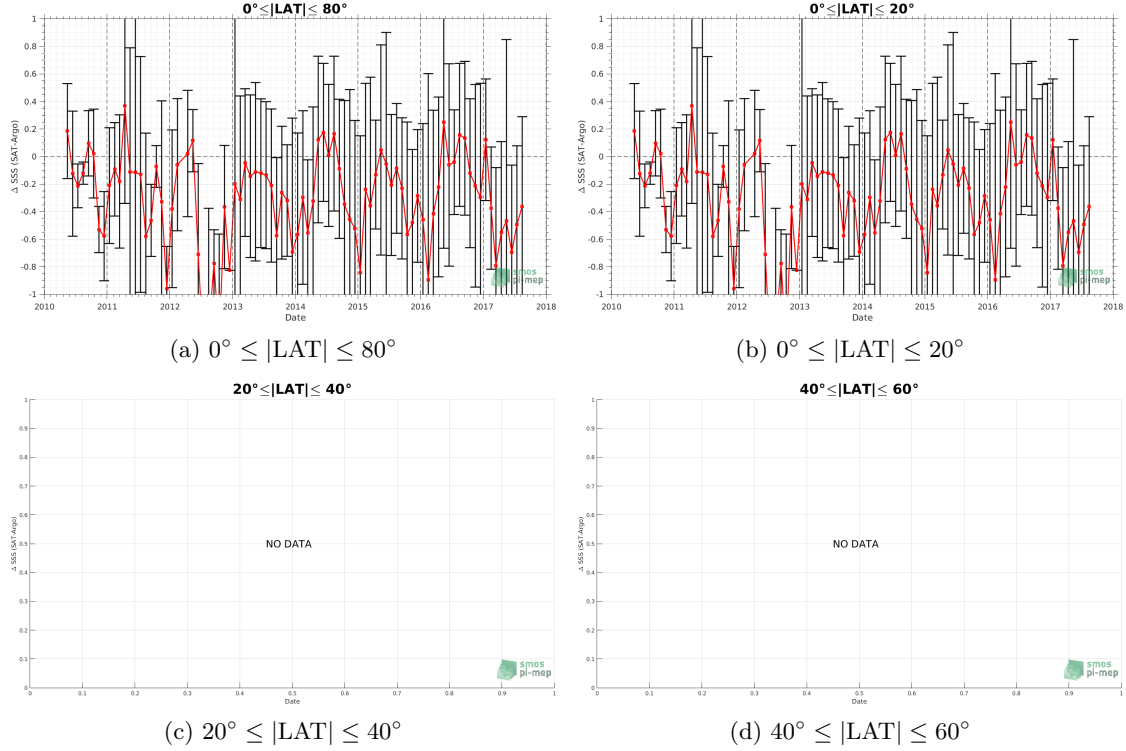 0°≤|LAT|≤ 80°
1
0.8
0.6
0.4
0.2
0
-0.2
-0.4
-0.6
-0.8
-1
Δ SSS (SAT-Argo)
2010 2011 2012 2013 2014 2015 2016 2017 2018
Date
smos
pi-mep
(a) 0° ≤ |LAT| ≤ 80°
0°≤|LAT|≤ 20°
1
0.8
0.6
0.4
0.2
0
-0.2
-0.4
-0.6
-0.8
-1
Δ SSS (SAT-Argo)
2010 2011 2012 2013 2014 2015 2016 2017 2018
Date
smos
pi-mep
(b) 0° ≤ |LAT| ≤ 20°
20°≤|LAT|≤ 40°
1
0.9
0.8
0.7
0.6
0.5
0.4
0.3
0.2
0.1
0
Δ SSS (SAT-Argo)
NO DATA
0 0.1 0.2 0.3 0.4 0.5 0.6 0.7 0.8 0.9 1
Date
smos
pi-mep
(c) 20° ≤ |LAT| ≤ 40°
40°≤|LAT|≤ 60°
1
0.9
0.8
0.7
0.6
0.5
0.4
0.3
0.2
0.1
0
Δ SSS (SAT-Argo)
NO DATA
0 0.1 0.2 0.3 0.4 0.5 0.6 0.7 0.8 0.9 1
Date
smos
pi-mep
(d) 40° ≤ |LAT| ≤ 60°